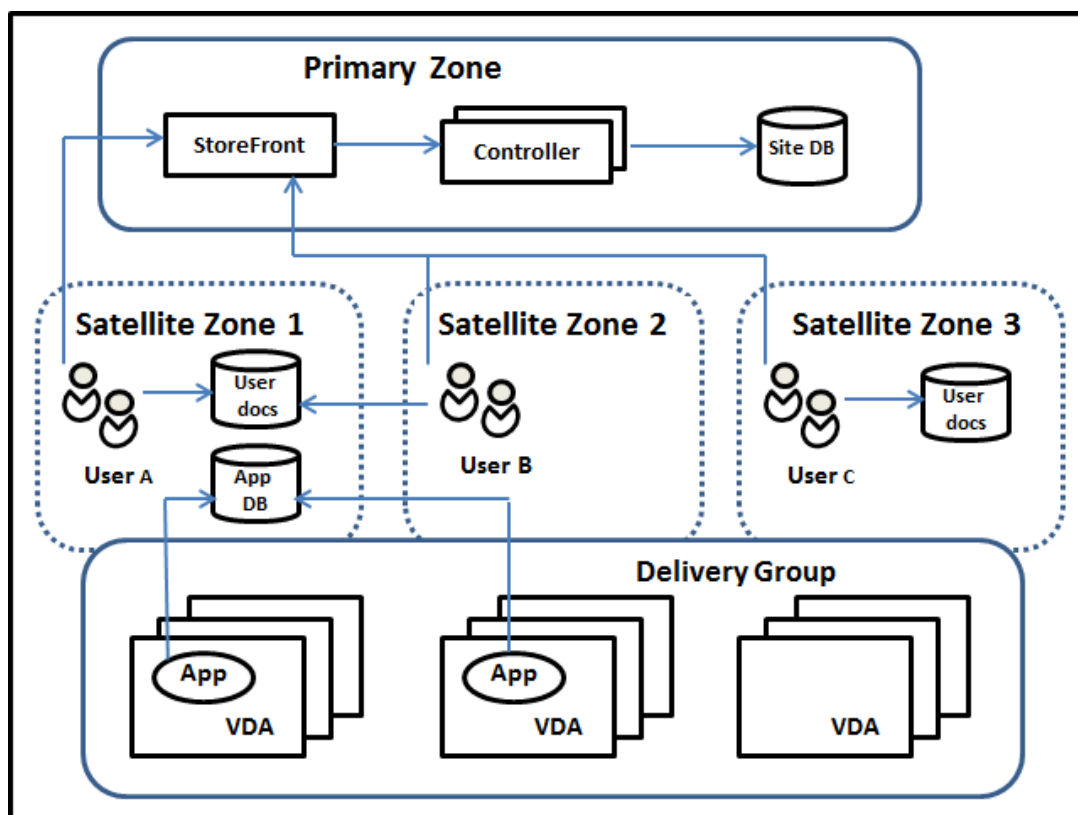 Primary Zone
StoreFront
Controller
Site DB
Satellite Zone 1
Satellite Zone 2
Satellite Zone 3
User
docs
User
docs
User A
User B
User C
App
DB
Delivery Group
App
VDA
App
VDA
VDA